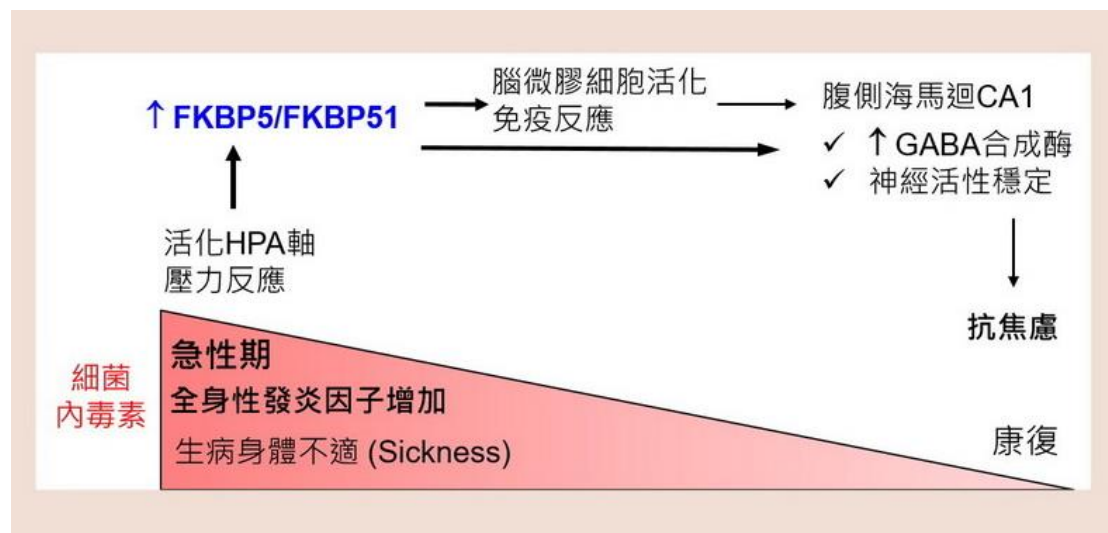 ↑ FKBP5/FKBP51
腦微膠細胞活化
免疫反應
腹側海馬迴CA1
✓ ↑ GABA合成酶
✓ 神經活性穩定
活化HPA軸
壓力反應
抗焦慮
細菌
內毒素
急性期
全身性發炎因子增加
生病身體不適 (Sickness)
康復